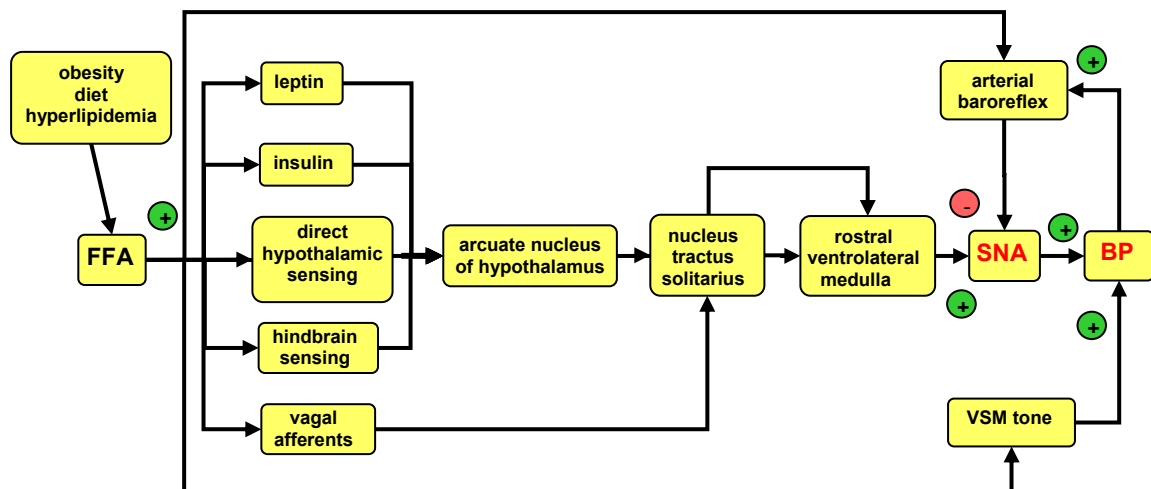 obesity
diet
hyperlipidemia
+
FFA
leptin
insulin
direct
hypothalamic
sensing
hindbrain
sensing
vagal
afferents
arcuate nucleus
of hypothalamus
nucleus
tractus
solitarius
rostral
ventrolateral
medulla
arterial
baroreflex
+
-
SNA
+
+
BP
+
VSM tone